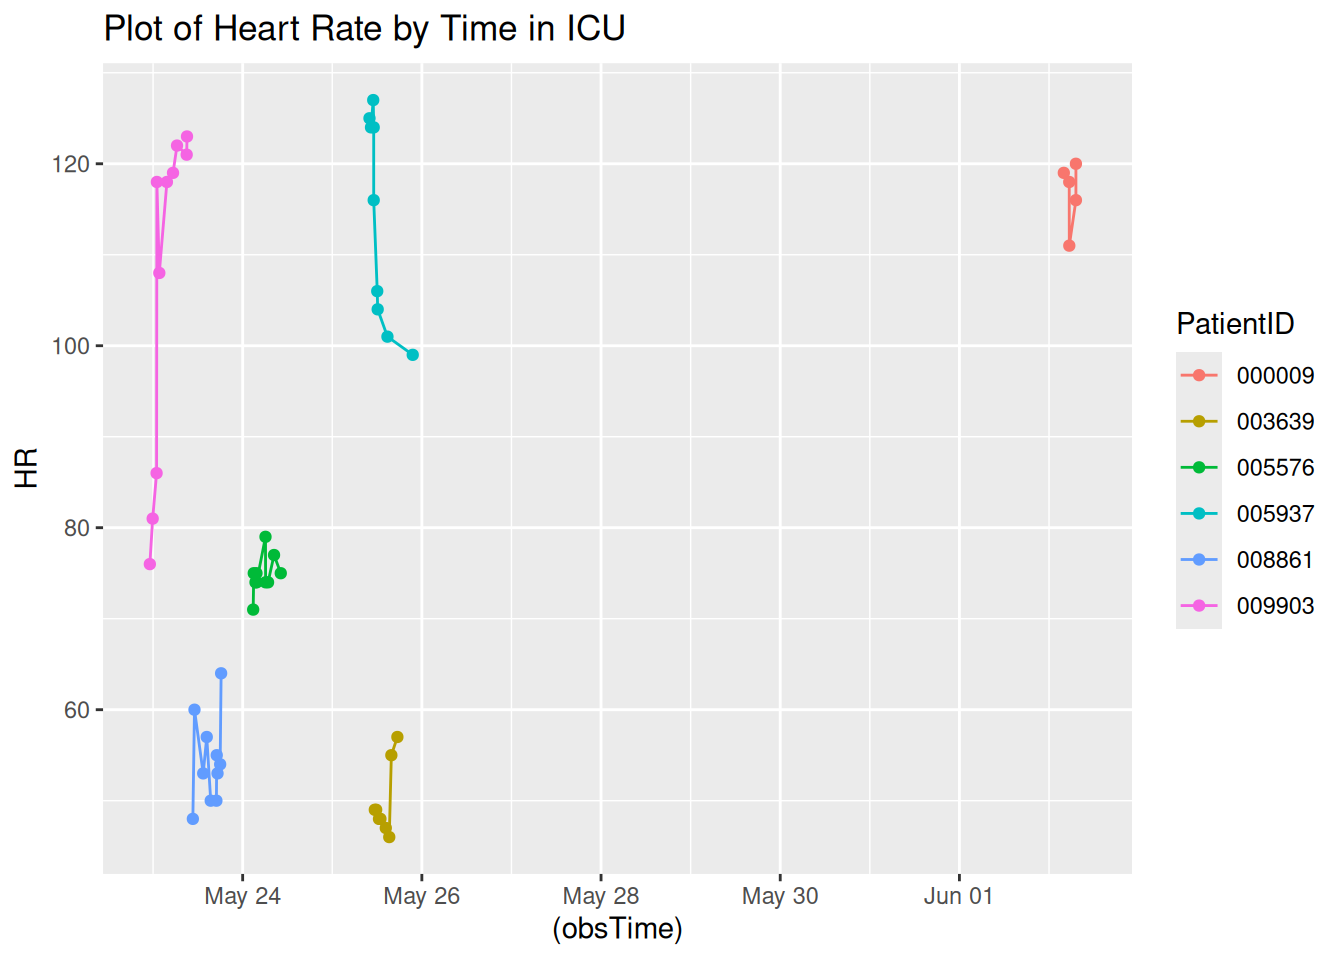 Plot of Heart Rate by Time in ICU
120
100
80
60
HR
May 24
May 26
May 28
May 30
Jun 01
(obsTime)
PatientID
000009
003639
005576
005937
008861
009903